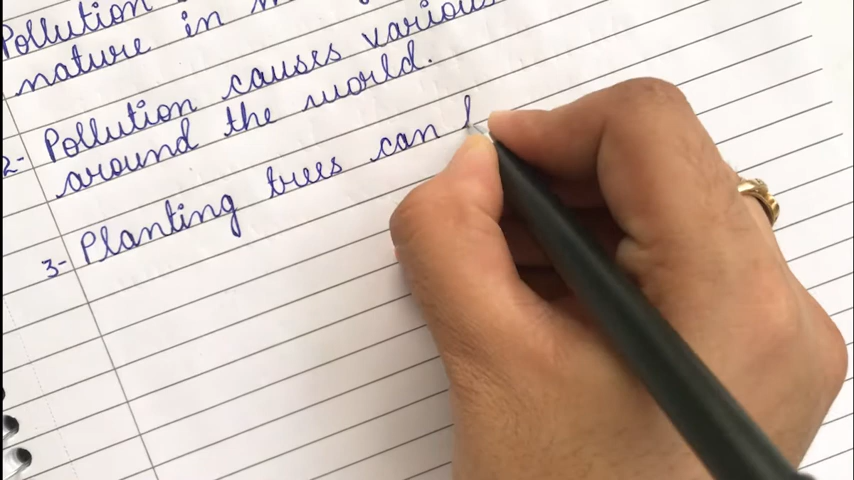 Pollution
nature in
2- Pollution causes various
around the world.
3- Planting trees can